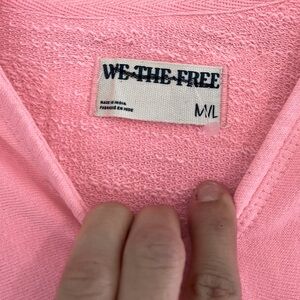 WE THE FREE
MADE IN INDIA
FABRIQUÉ EN INDE
M/L